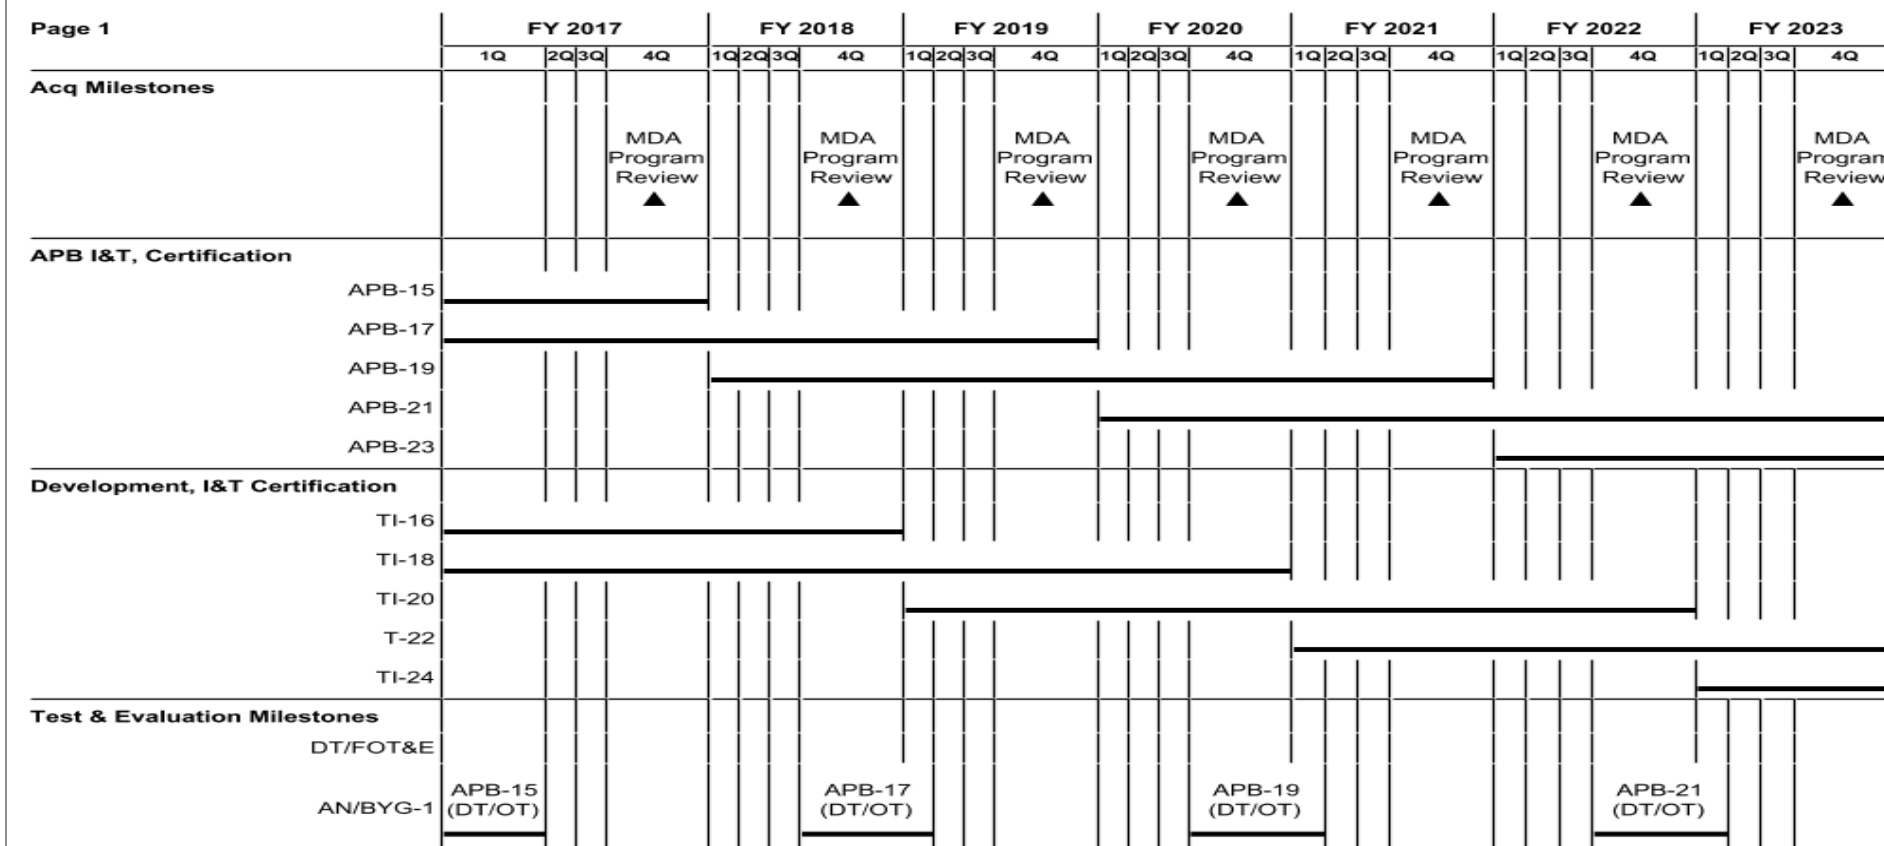 Page 1 FY 2017 FY 2018 FY 2019 FY 2020 FY 2021 FY 2022 FY 2023
1Q 2Q 3Q 4Q 1Q 2Q 3Q 4Q 1Q 2Q 3Q 4Q 1Q 2Q 3Q 4Q 1Q 2Q 3Q 4Q 1Q 2Q 3Q 4Q 1Q 2Q 3Q 4Q
Acq Milestones
MDA MDA MDA MDA MDA MDA MDA
Program Program Program Program Program Program Program
Review Review Review Review Review Review Review
APB I&T, Certification
APB-15
APB-17
APB-19
APB-21
APB-23
Development, I&T Certification
TI-16
TI-18
TI-20
T-22
TI-24
Test & Evaluation Milestones
DT/FOT&E
APB-15 APB-17 APB-19 APB-21
AN/BYG-1 (DT/OT) (DT/OT) (DT/OT) (DT/OT)